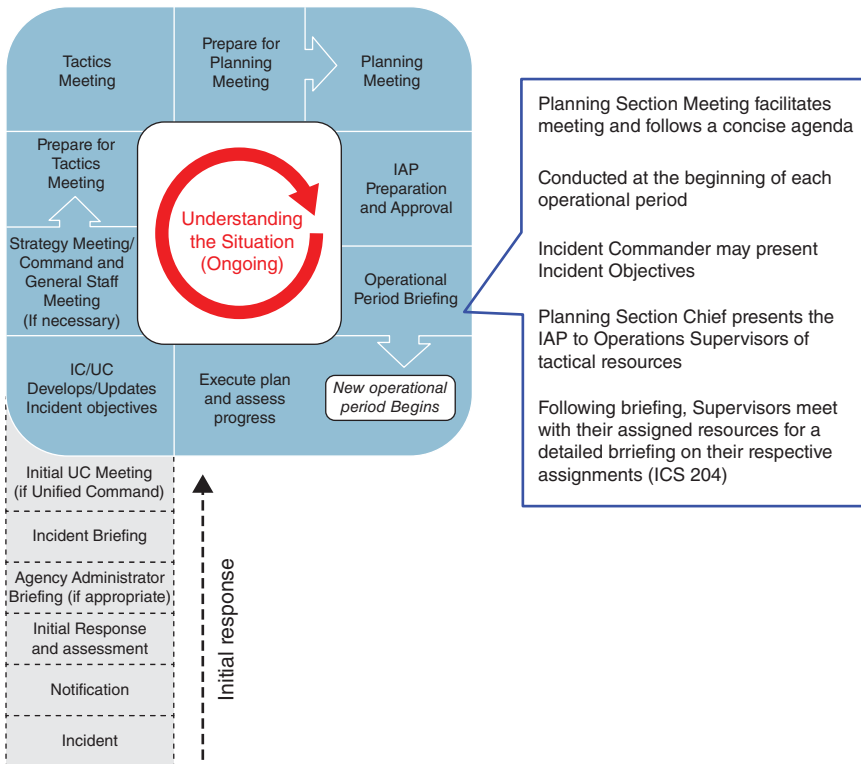 Tactics
Meeting
Prepare for
Planning
Meeting
Planning
Meeting
Prepare for
Tactics
Meeting
IAP
Preparation
and Approval
Understanding
the Situation
(Ongoing)
Strategy Meeting/
Command and
General Staff
Meeting
(If necessary)
Operational
Period Briefing
IC/UC
Develops/Updates
Incident objectives
Execute plan
and assess
progress
New operational
period Begins
Initial UC Meeting
(if Unified Command)
Incident Briefing
Agency Administrator
Briefing (if appropriate)
Initial Response
and assessment
Notification
Incident
Initial response
Planning Section Meeting facilitates
meeting and follows a concise agenda
Conducted at the beginning of each
operational period
Incident Commander may present
Incident Objectives
Planning Section Chief presents the
IAP to Operations Supervisors of
tactical resources
Following briefing, Supervisors meet
with their assigned resources for a
detailed brriefing on their respective
assignments (ICS 204)